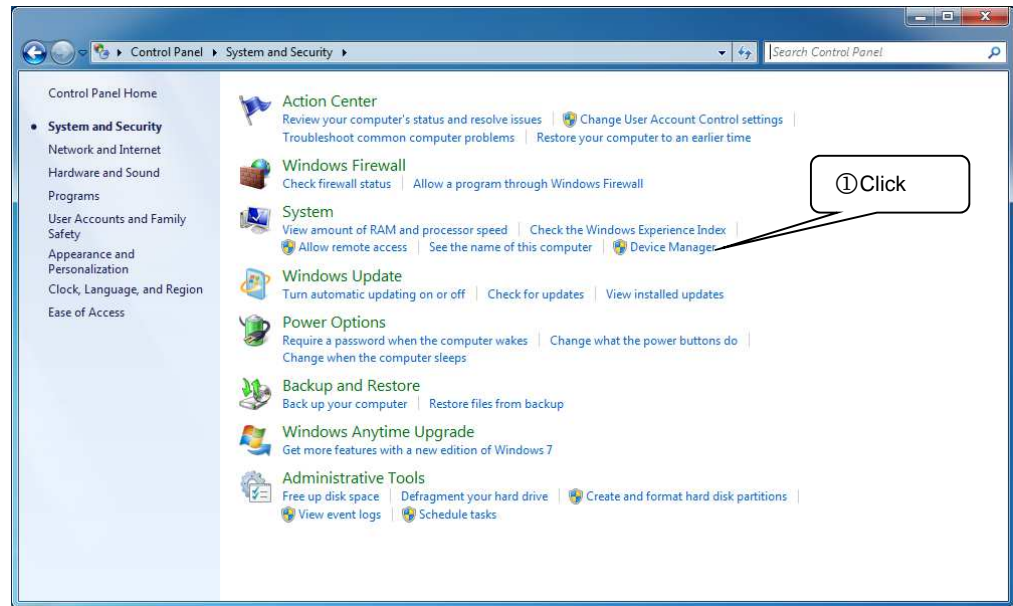 Control Panel ▸ System and Security ▸
Search Control Panel
Control Panel Home
• System and Security
Network and Internet
Hardware and Sound
Programs
User Accounts and Family
Safety
Appearance and
Personalization
Clock, Language, and Region
Ease of Access
Action Center
Review your computer's status and resolve issues | Change User Account Control settings |
Troubleshoot common computer problems | Restore your computer to an earlier time
Windows Firewall
Check firewall status | Allow a program through Windows Firewall
①Click
System
View amount of RAM and processor speed | Check the Windows Experience Index |
Allow remote access | See the name of this computer | Device Manager
Windows Update
Turn automatic updating on or off | Check for updates | View installed updates
Power Options
Require a password when the computer wakes | Change what the power buttons do |
Change when the computer sleeps
Backup and Restore
Back up your computer | Restore files from backup
Windows Anytime Upgrade
Get more features with a new edition of Windows 7
Administrative Tools
Free up disk space | Defragment your hard drive | Create and format hard disk partitions |
View event logs | Schedule tasks